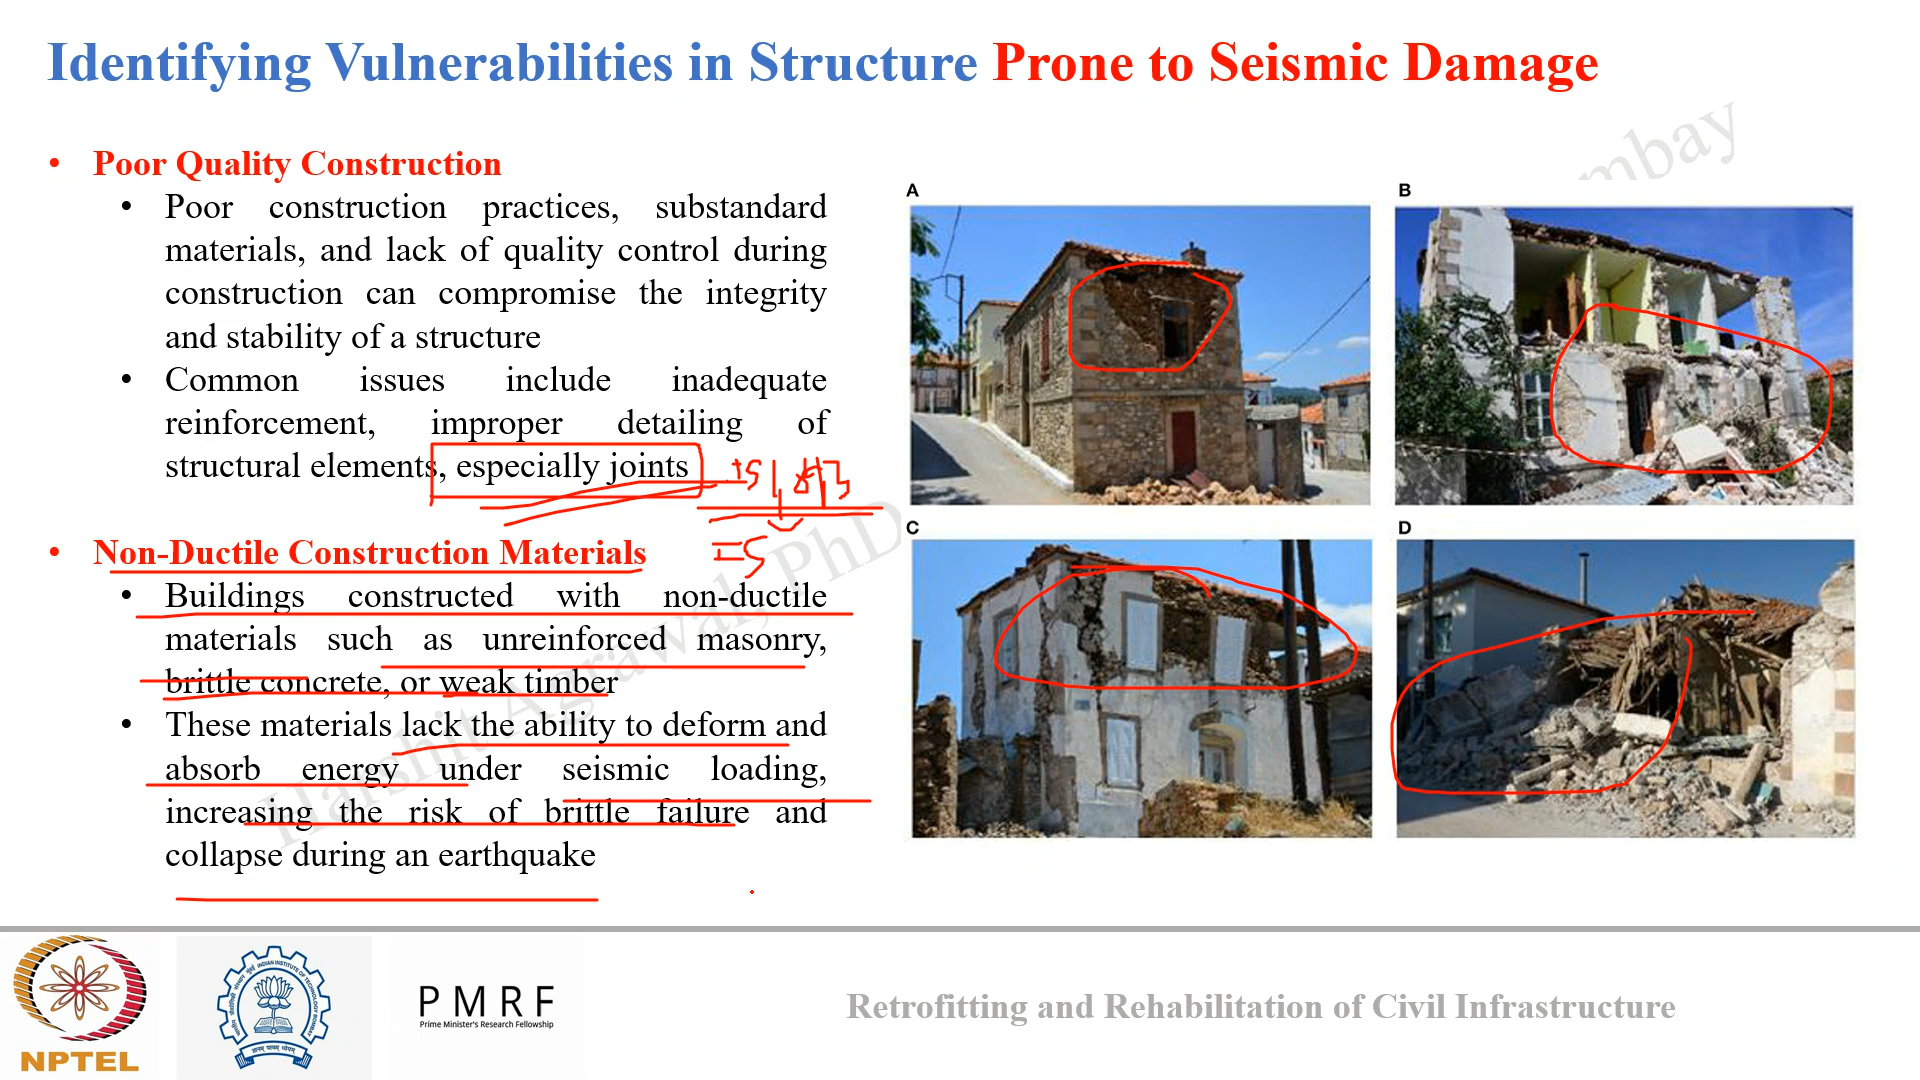 Identifying Vulnerabilities in Structure Prone to Seismic Damage
• Poor Quality Construction
• Poor construction practices, substandard
materials, and lack of quality control during
construction can compromise the integrity
and stability of a structure
• Common issues include inadequate
reinforcement, improper detailing of
structural elements, especially joints
• Non-Ductile Construction Materials
• Buildings constructed with non-ductile
materials such as unreinforced masonry,
brittle concrete, or weak timber
• These materials lack the ability to deform and
absorb energy under seismic loading,
increasing the risk of brittle failure and
collapse during an earthquake
A
B
C
D
Harshit Agrawal, PhD
mbay
NPTEL
PMRF
Prime Minister's Research Fellowship
Retrofitting and Rehabilitation of Civil Infrastructure